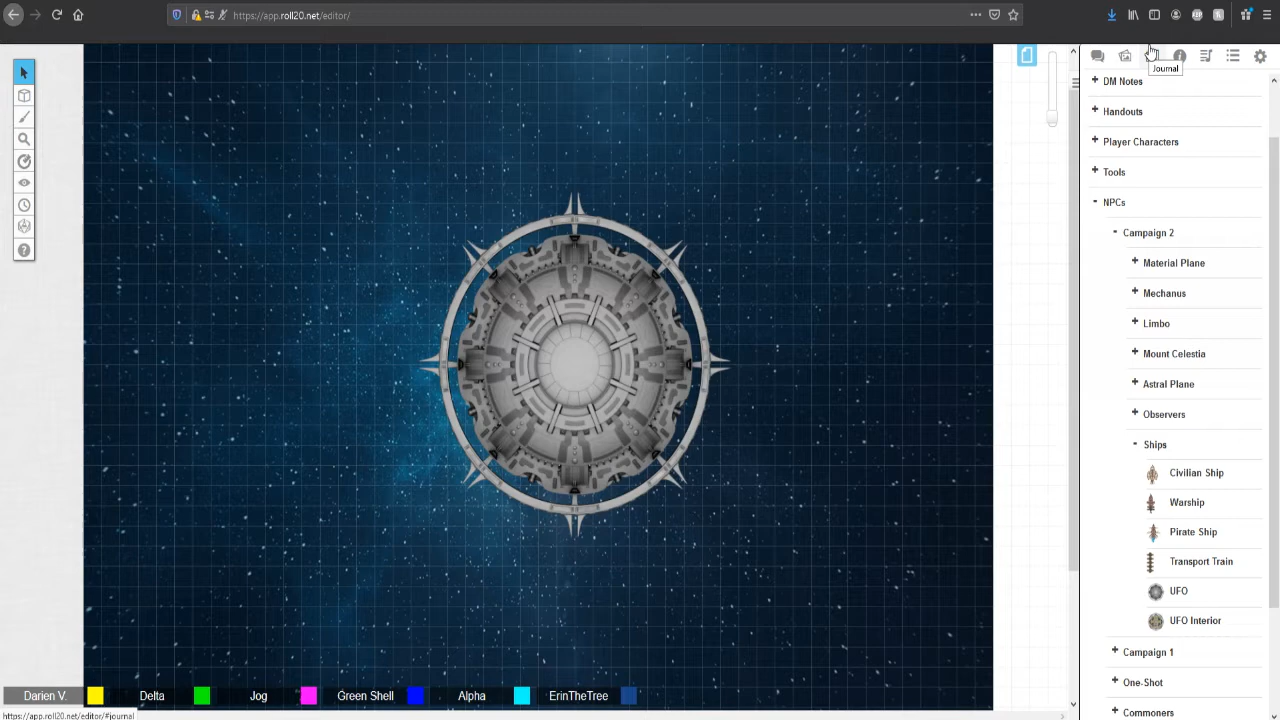 https://app.roll20.net/editor/
Journal
DM Notes
Handouts
Player Characters
Tools
NPCs
Campaign 2
Material Plane
Mechanus
Limbo
Mount Celestia
Astral Plane
Observers
Ships
Civilian Ship
Warship
Pirate Ship
Transport Train
UFO
UFO Interior
Campaign 1
One-Shot
Commoners
Darien V. Delta Jog Green Shell Alpha ErinTheTree
https://app.roll20.net/editor/#journal